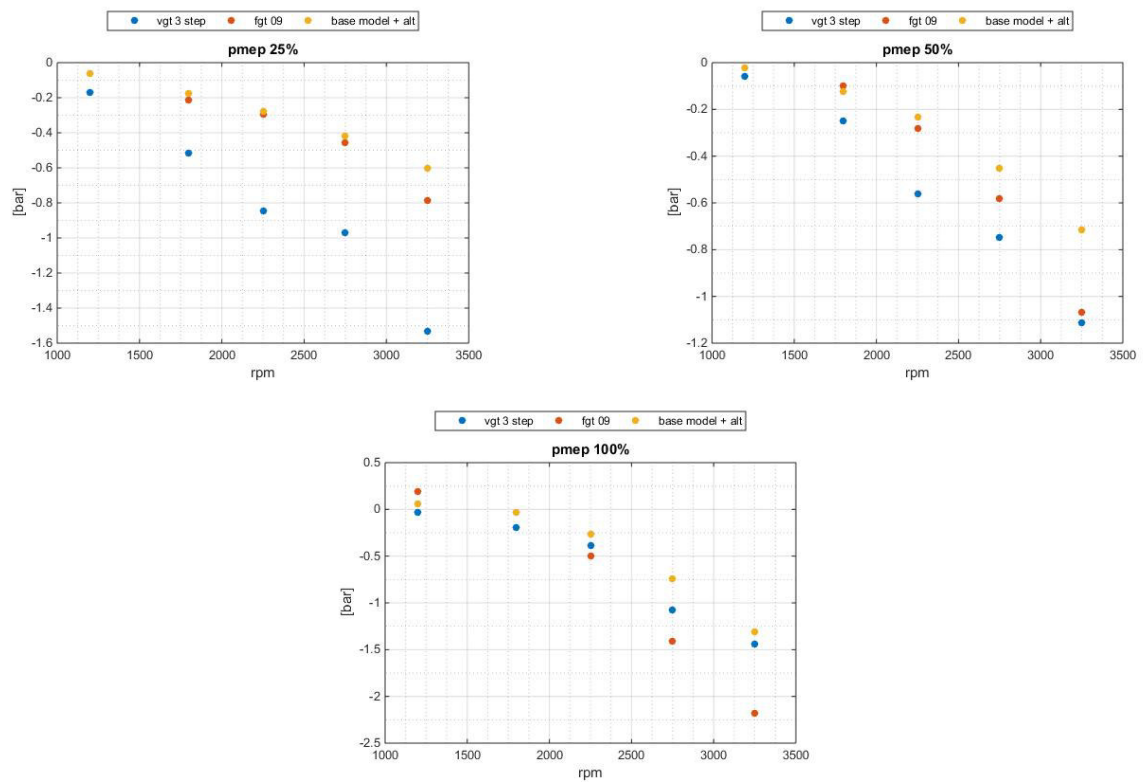 vgt 3 step fgt 09 base model + alt
pmep 25%
0
-0.2
-0.4
-0.6
-0.8
-1
-1.2
-1.4
-1.6
[bar]
1000 1500 2000 2500 3000 3500
rpm
vgt 3 step fgt 09 base model + alt
pmep 50%
0
-0.2
-0.4
-0.6
-0.8
-1
-1.2
[bar]
1000 1500 2000 2500 3000 3500
rpm
vgt 3 step fgt 09 base model + alt
pmep 100%
0.5
0
-0.5
-1
-1.5
-2
-2.5
[bar]
1000 1500 2000 2500 3000 3500
rpm